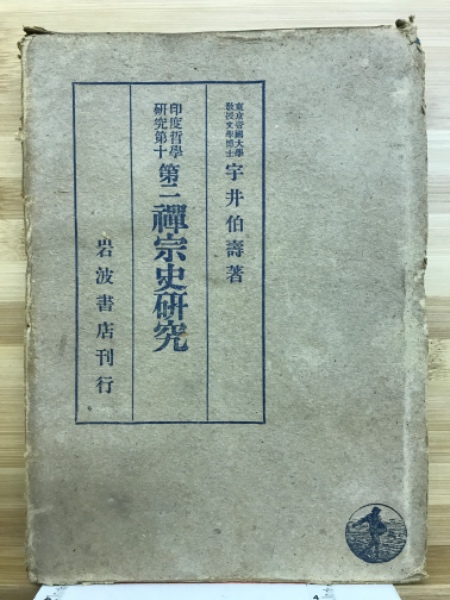 東京帝國大學
敎授文學博士
宇井伯壽著
印度哲學
研究第十
第二禪宗史研究
岩波書店刊行